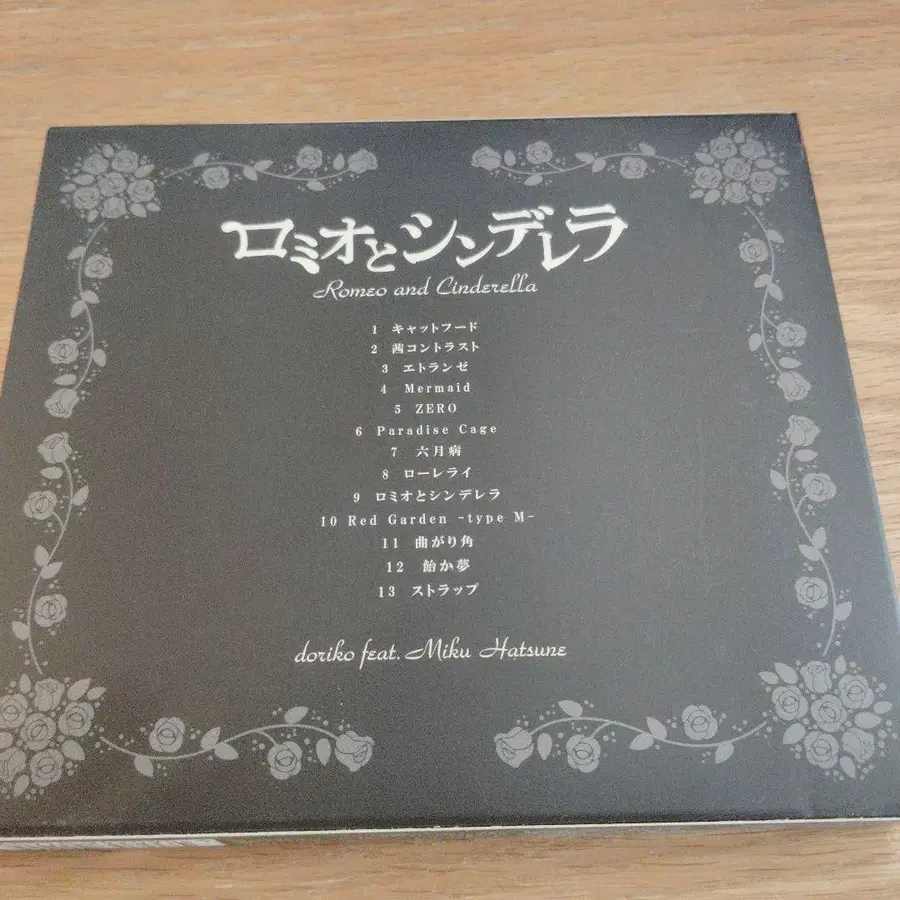 ロミオとシンデレラ
Romeo and Cinderella
1 キャットフード
2 茜コントラスト
3 エトランゼ
4 Mermaid
5 ZERO
6 Paradise Cage
7 六月病
8 ローレライ
9 ロミオとシンデレラ
10 Red Garden -type M-
11 曲がり角
12 飴か夢
13 ストラップ
doriko feat. Miku Hatsune